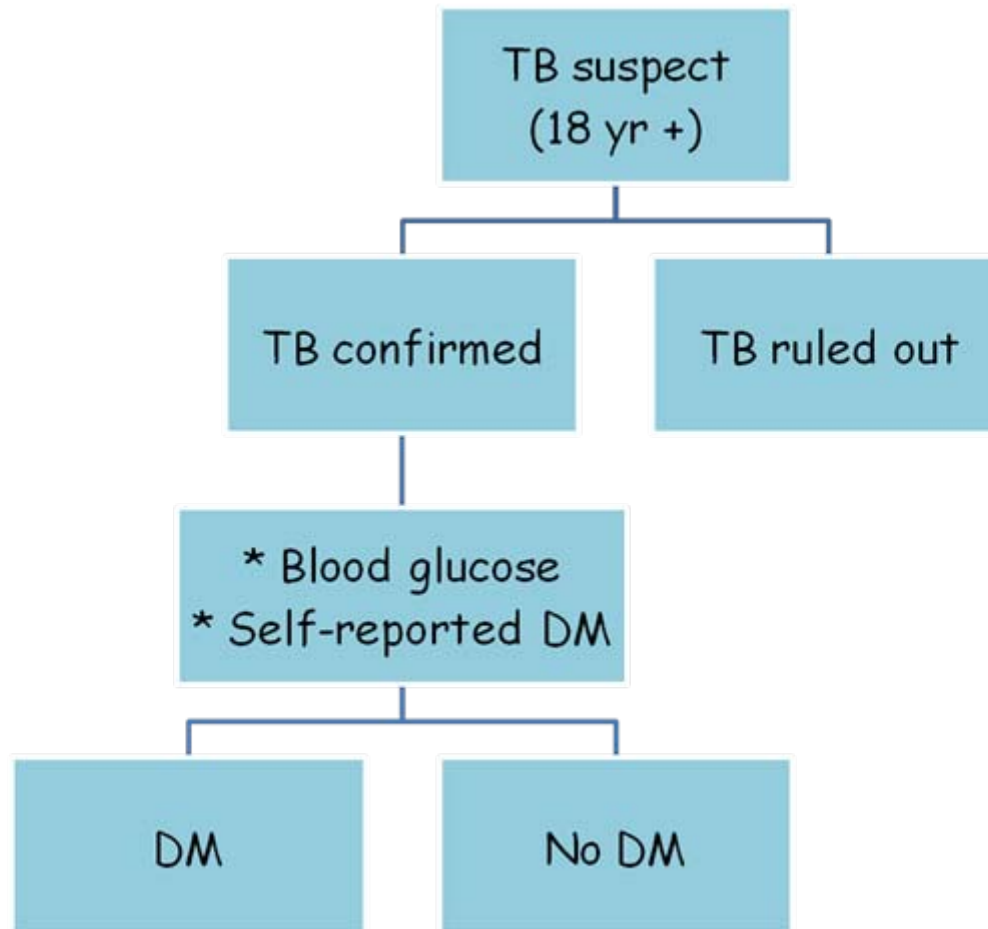 TB suspect
(18 yr +)
TB confirmed
TB ruled out
* Blood glucose
* Self-reported DM
DM
No DM